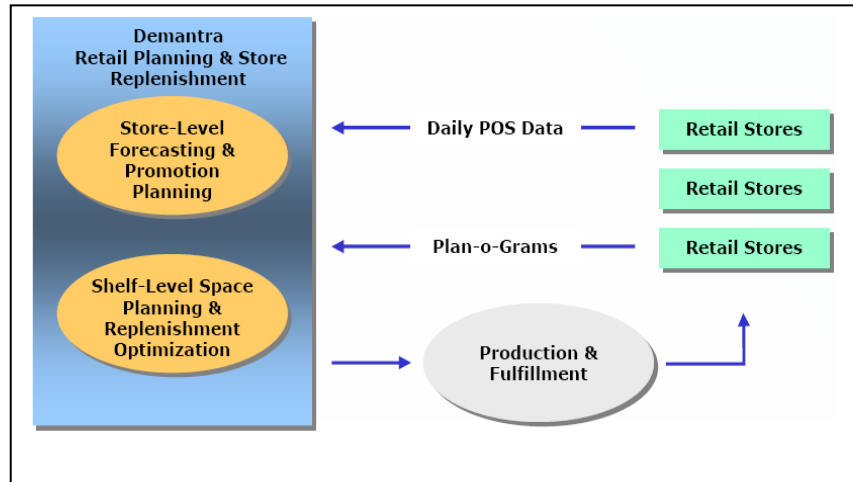 Demantra
Retail Planning & Store
Replenishment
Store-Level
Forecasting &
Promotion
Planning
Shelf-Level Space
Planning &
Replenishment
Optimization
Daily POS Data
Plan-o-Grams
Production &
Fulfillment
Retail Stores
Retail Stores
Retail Stores